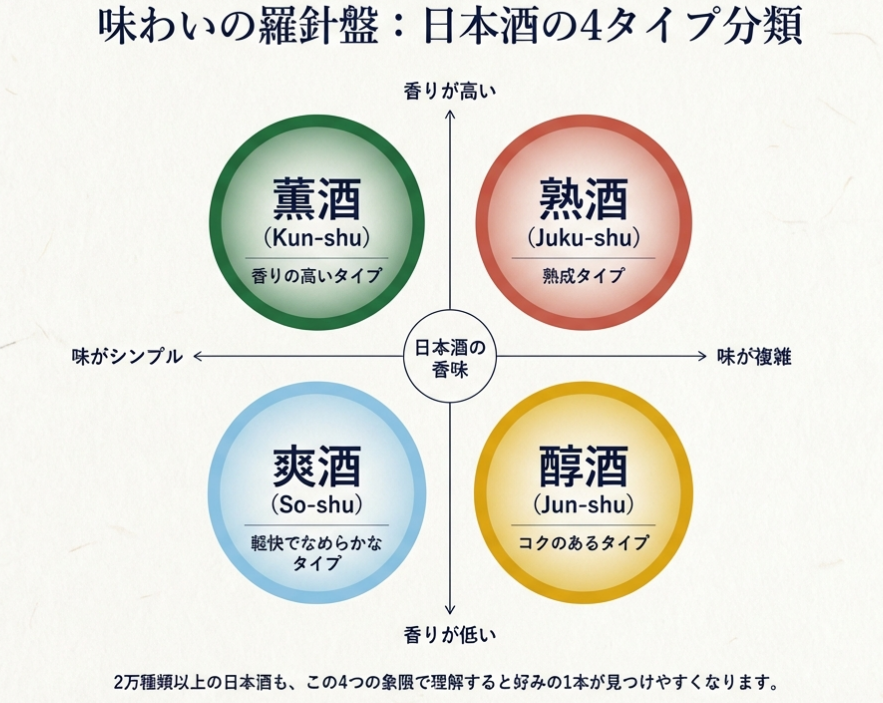 味わいの羅針盤：日本酒の4タイプ分類
香りが高い
薫酒
（Kun-shu）
香りの高いタイプ
熟酒
（Juku-shu）
熟成タイプ
味がシンプル
日本酒の
香味
味が複雑
爽酒
（So-shu）
軽快でなめらかな
タイプ
醇酒
（Jun-shu）
コクのあるタイプ
香りが低い
2万種類以上の日本酒も、この4つの象限で理解すると好みの1本が見つけやすくなります。